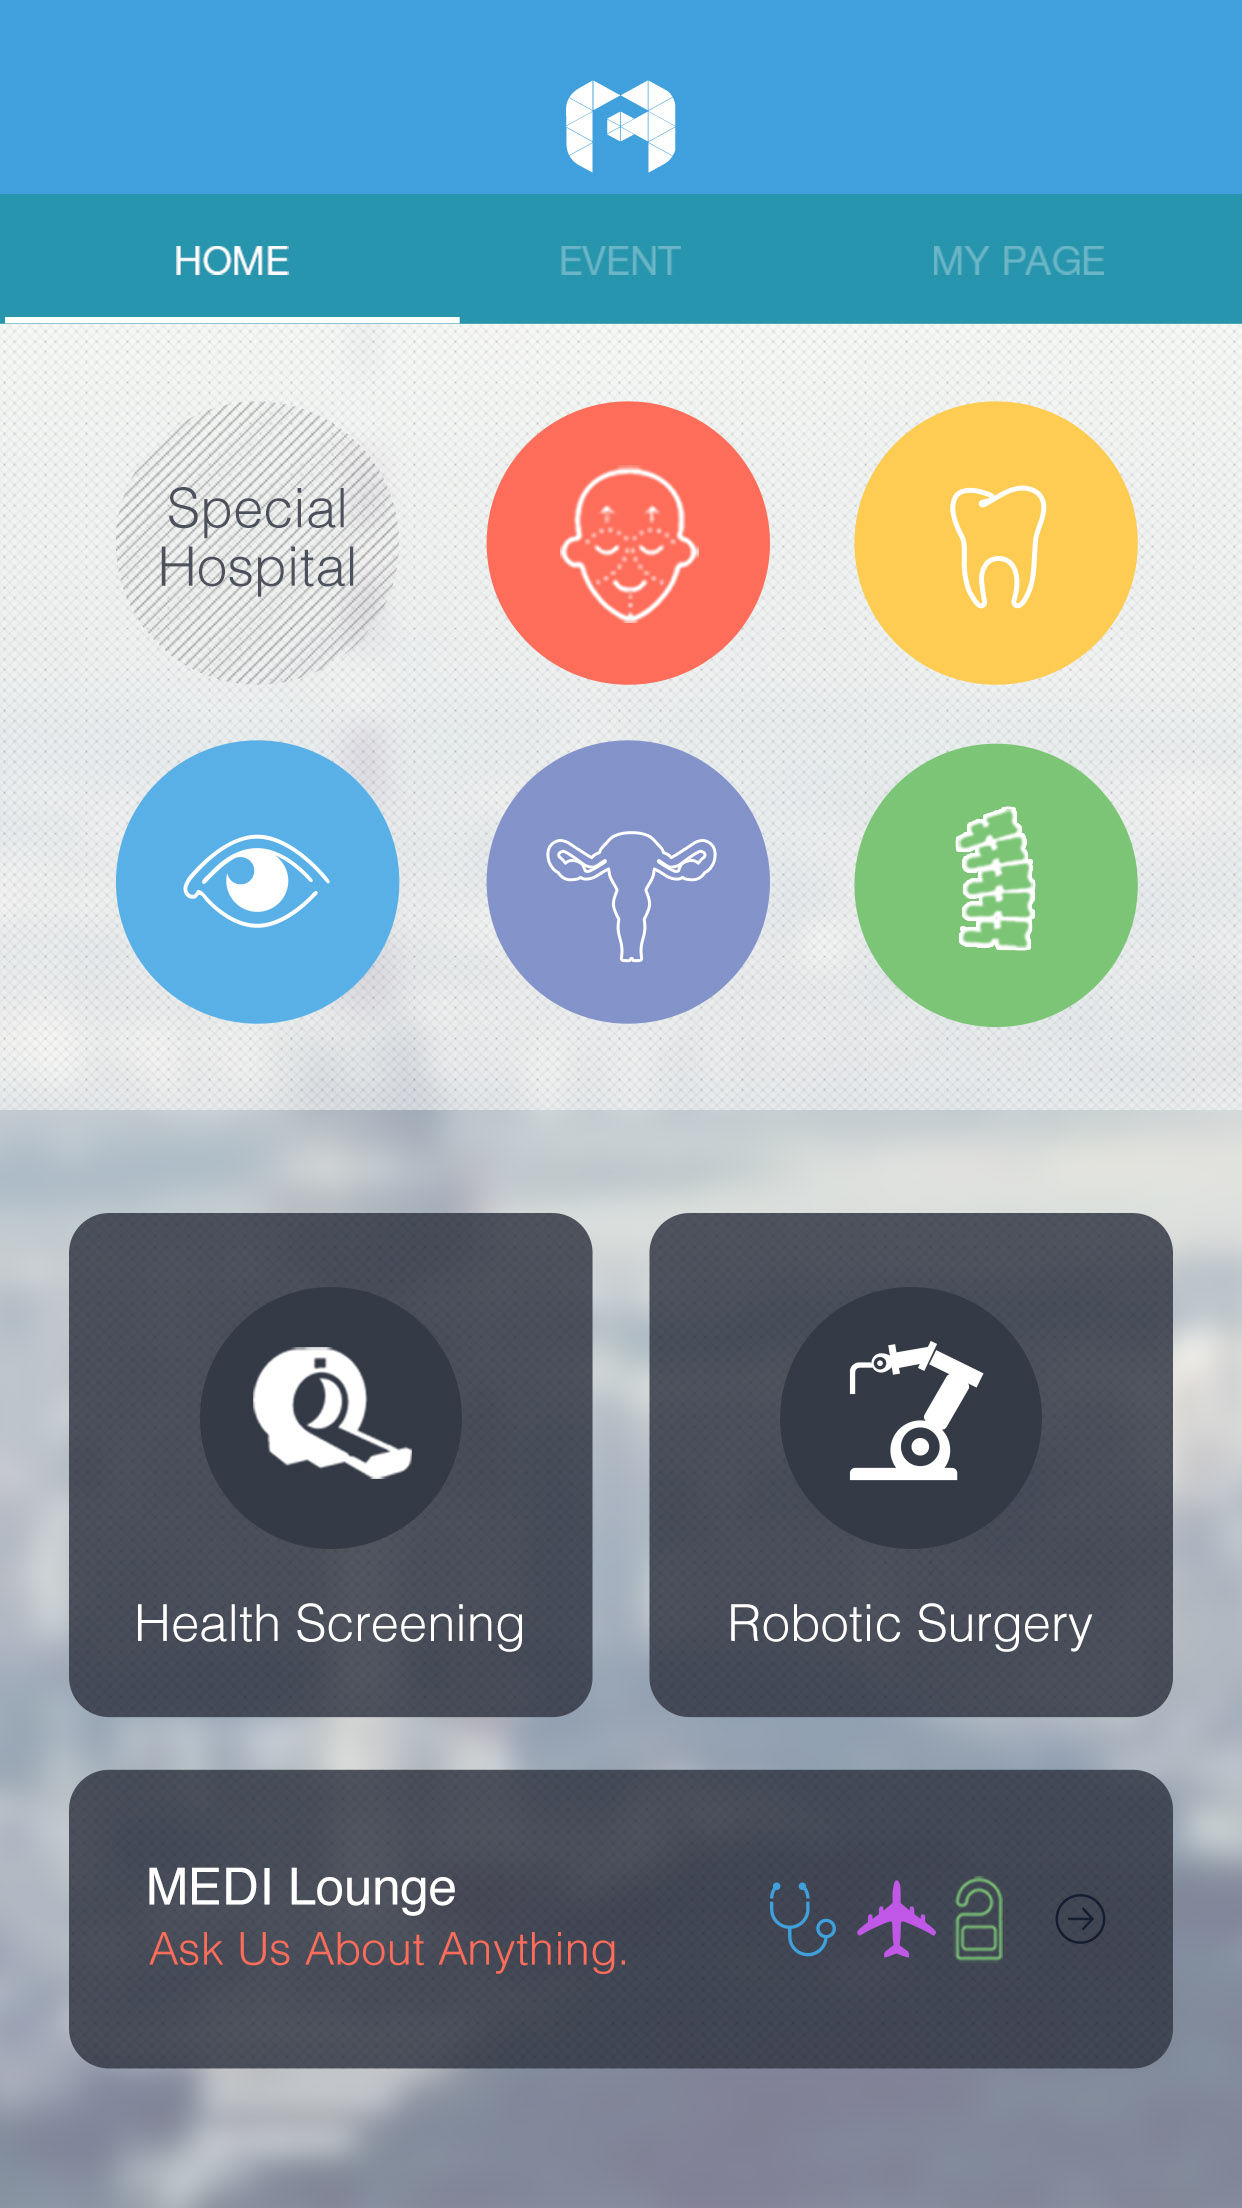 HOME
EVENT
MY PAGE
Special
Hospital
Health Screening
Robotic Surgery
MEDI Lounge
Ask Us About Anything.